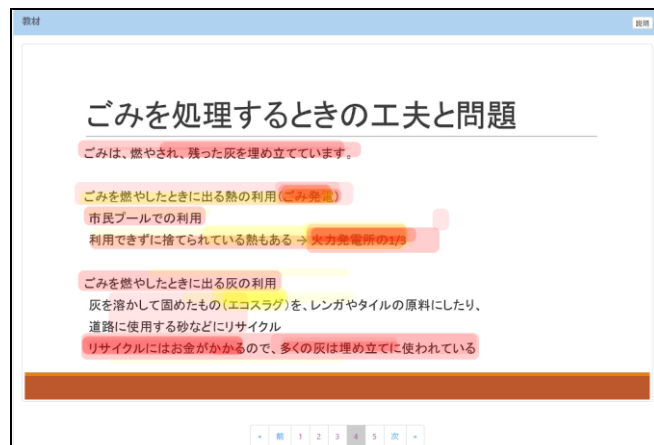 教材
説明
ごみを処理するときの工夫と問題
ごみは、燃やされ、残った灰を埋め立てています。
ごみを燃やしたときに出る熱の利用(ごみ発電)
市民プールでの利用
利用できずに捨てられている熱もある → 火力発電所の1/3
ごみを燃やしたときに出る灰の利用
灰を溶かして固めたもの(エコスラグ)を、レンガやタイルの原料にしたり、
道路に使用する砂などにリサイクル
リサイクルにはお金がかかるので、多くの灰は埋め立てに使われている
« 前 1 2 3 4 5 次 »